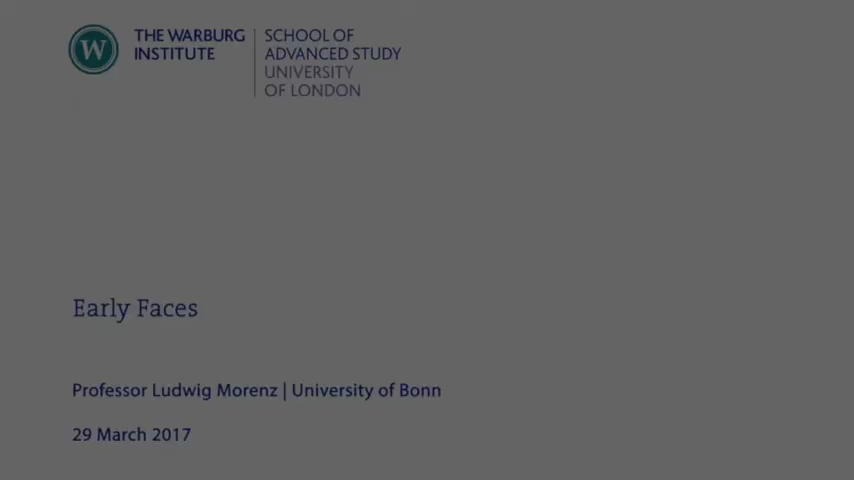 W
THE WARBURG
INSTITUTE
SCHOOL OF
ADVANCED STUDY
UNIVERSITY
OF LONDON
Early Faces
Professor Ludwig Morenz | University of Bonn
29 March 2017